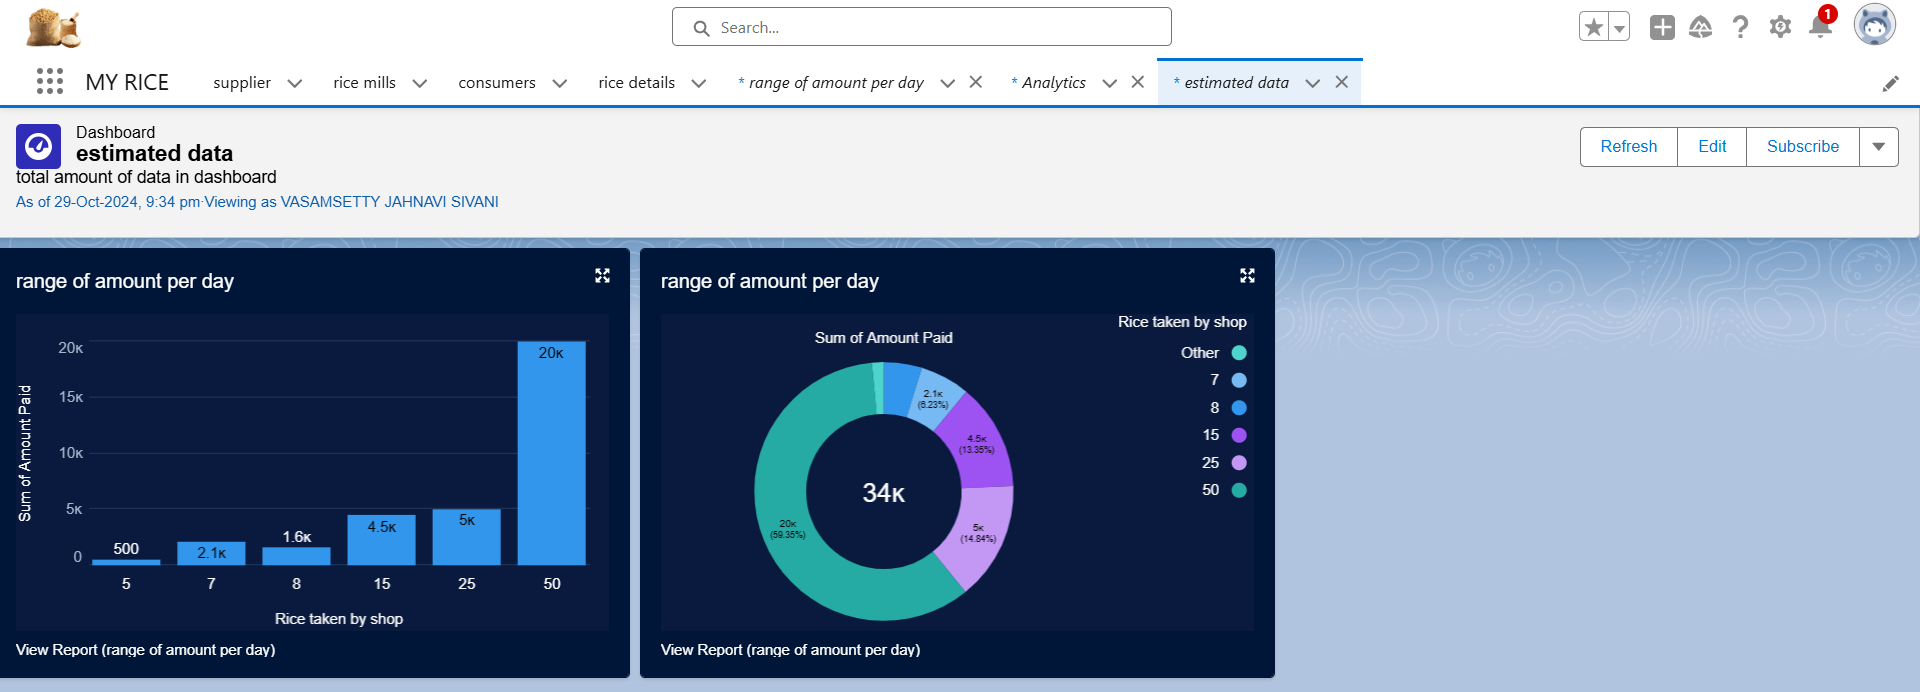 Search...
1
MY RICE
supplier
rice mills
consumers
rice details
* range of amount per day
* Analytics
* estimated data
Dashboard
estimated data
total amount of data in dashboard
As of 29-Oct-2024, 9:34 pm·Viewing as VASAMSETTY JAHNAVI SIVANI
Refresh
Edit
Subscribe
range of amount per day
Sum of Amount Paid
20K
15K
10K
5K
0
500
2.1K
1.6K
4.5K
5K
20K
5
7
8
15
25
50
Rice taken by shop
View Report (range of amount per day)
range of amount per day
Sum of Amount Paid
2.1K
(6.23%)
4.5K
(13.35%)
5K
(14.84%)
20K
(59.35%)
34K
Rice taken by shop
Other
7
8
15
25
50
View Report (range of amount per day)